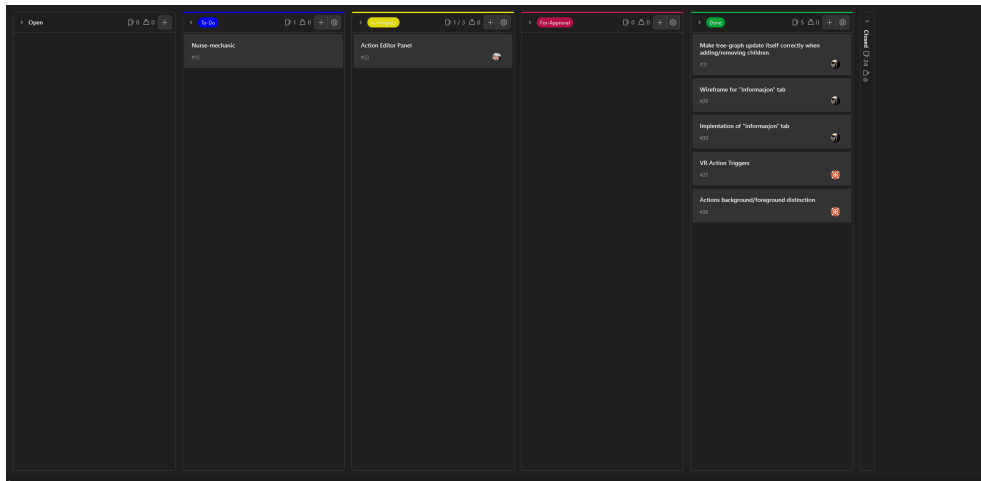 Open 0 0
To-Do 1 0
Nurse-mechanic
#15
In Progress 1/3 0
Action Editor Panel
#23
For-Approval 0 0
Done 5 0
Make tree-graph update itself correctly when
adding/removing children
#31
Wireframe for "Informasjon" tab
Implentation of "informasjon" tab
#30
VR Action Triggers
#27
Actions background/foreground distinction
Closed 24 0